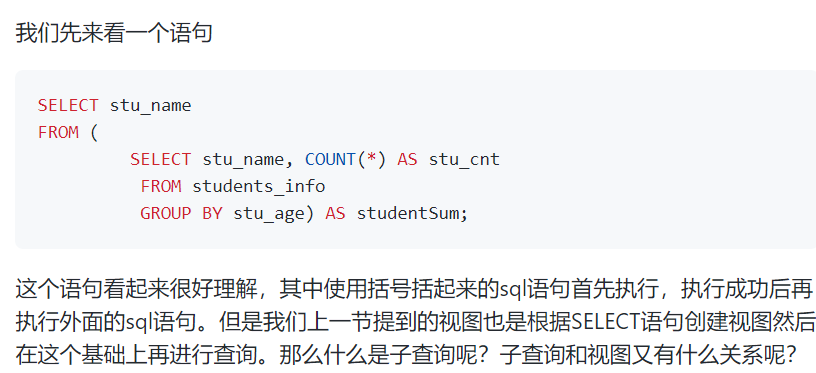 我们先来看一个语句
SELECT stu_name
FROM (
SELECT stu_name, COUNT(*) AS stu_cnt
FROM students_info
GROUP BY stu_age) AS studentSum;
这个语句看起来很好理解，其中使用括号括起来的sql语句首先执行，执行成功后再
执行外面的sql语句。但是我们上一节提到的视图也是根据SELECT语句创建视图然后
在这个基础上再进行查询。那么什么是子查询呢？子查询和视图又有什么关系呢？